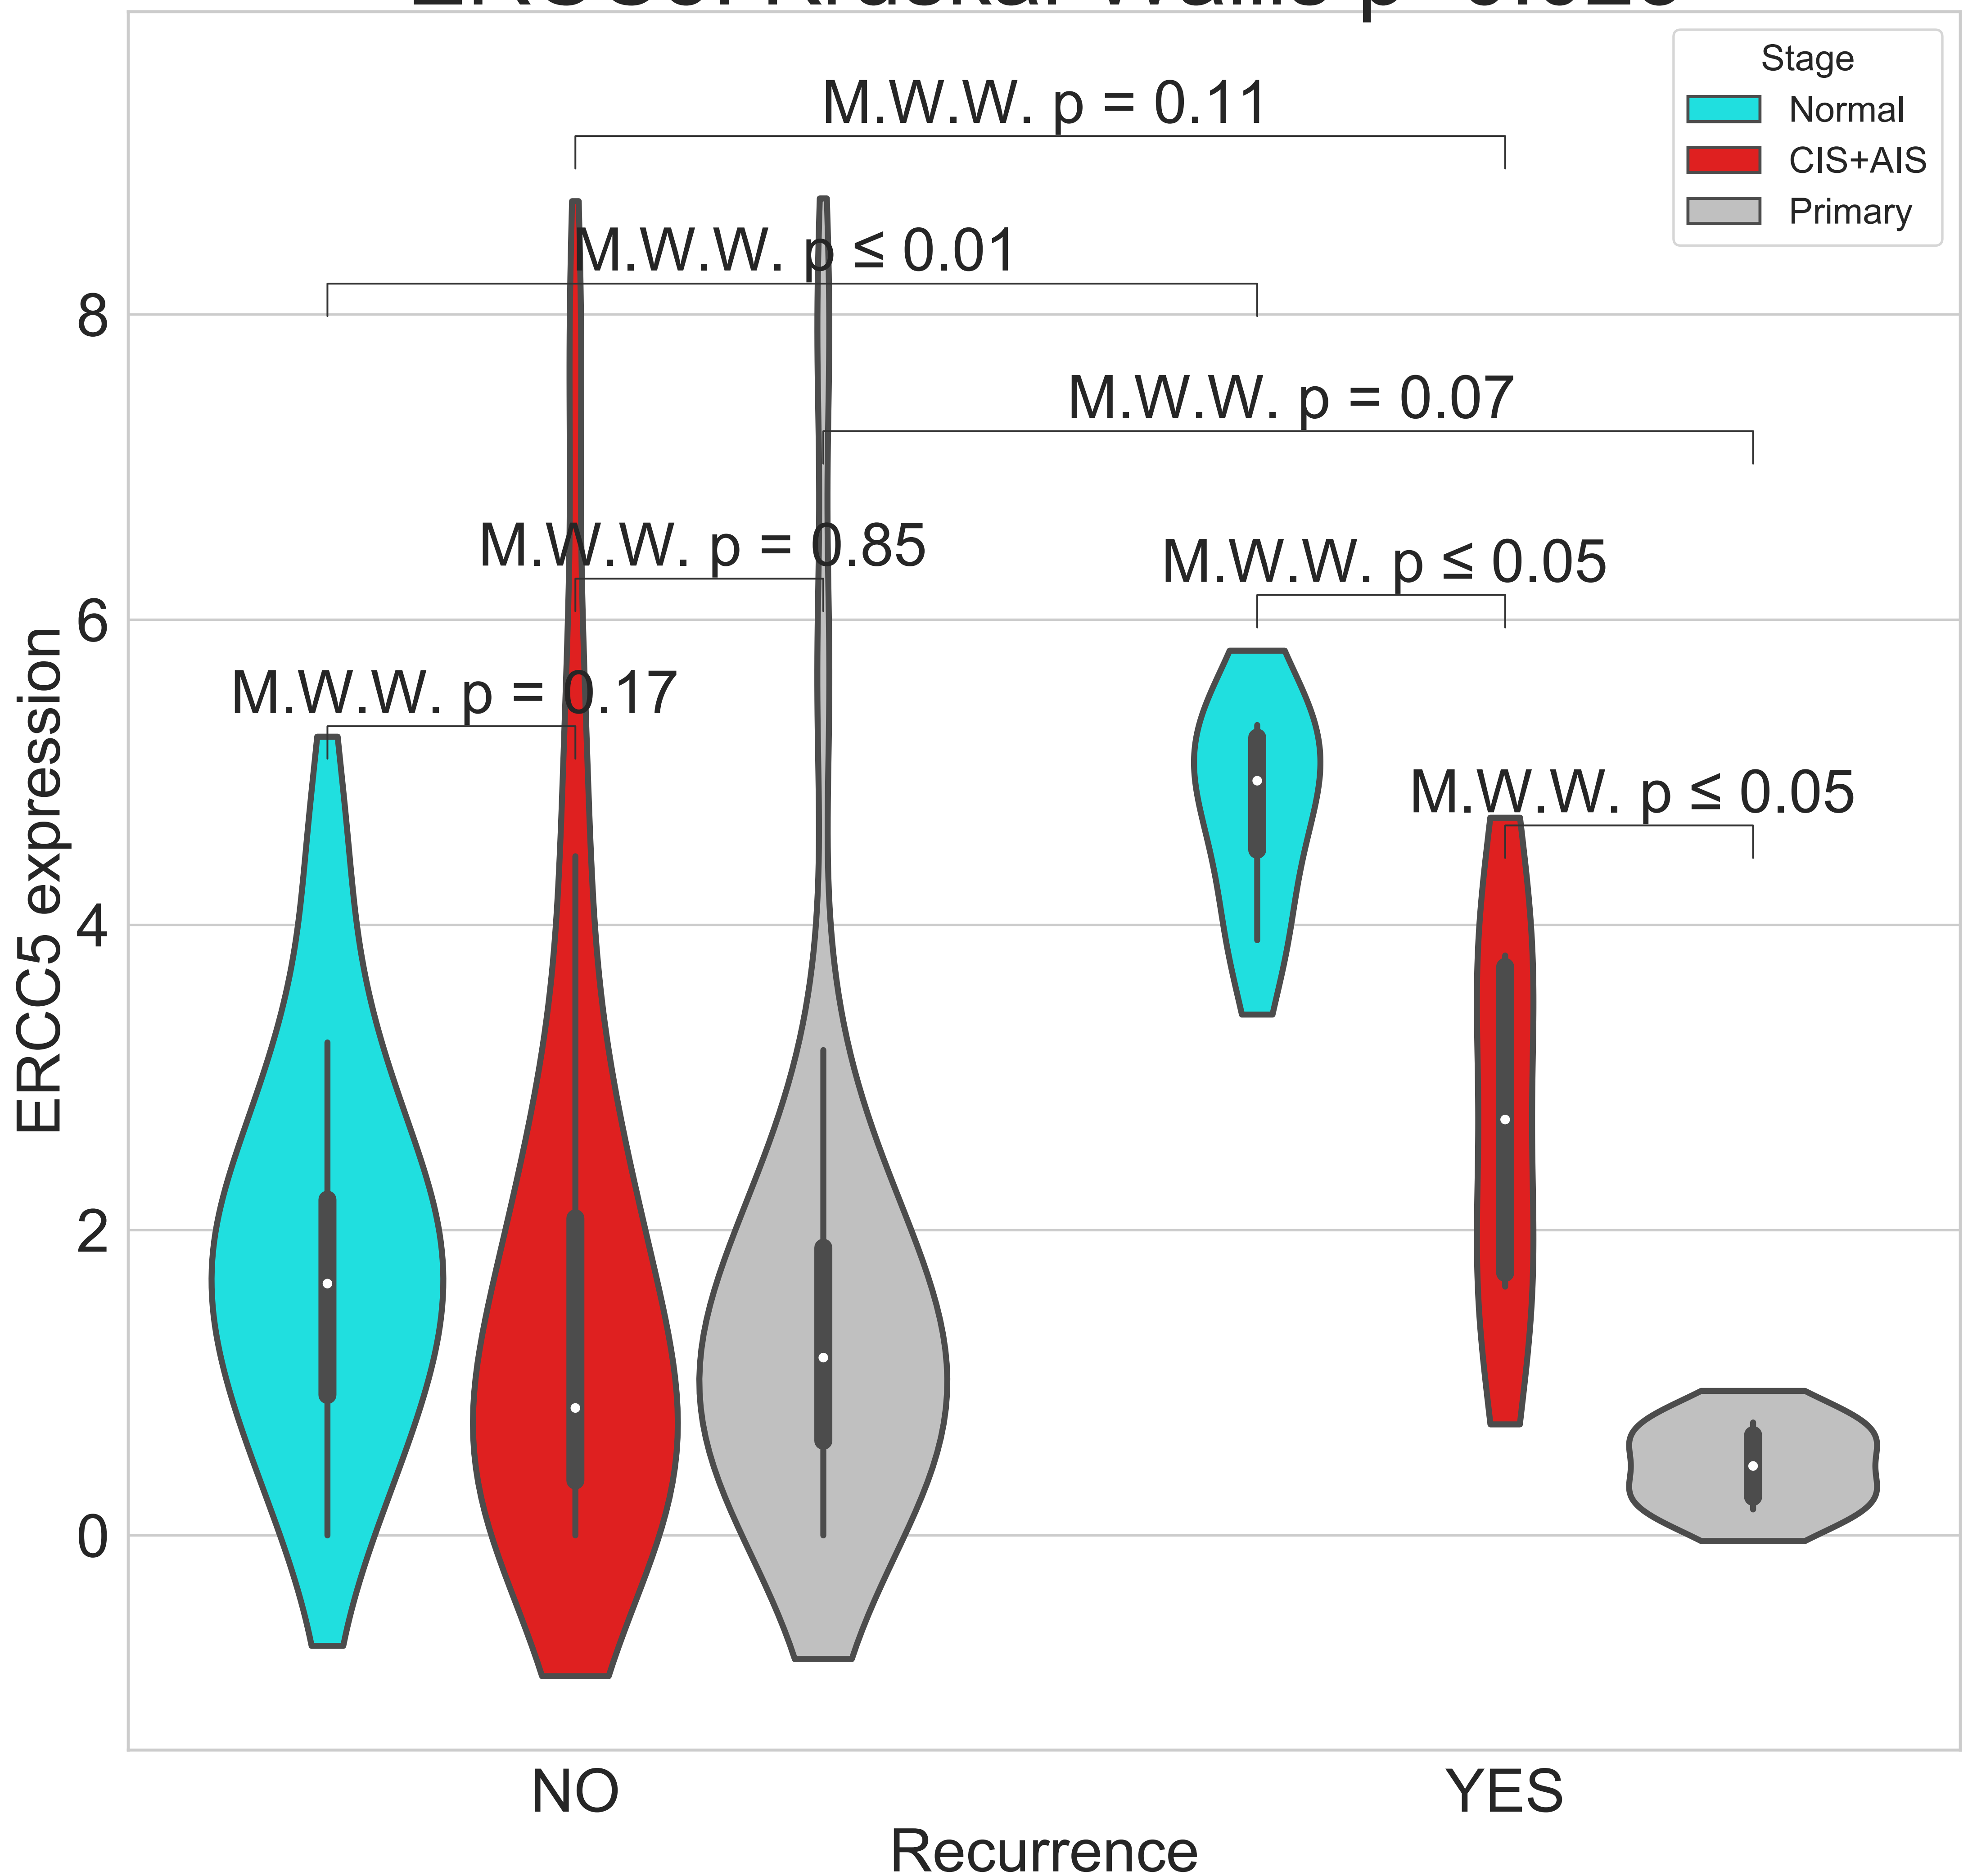 Stage
Normal
CIS+AIS
Primary
M.W.W. p = 0.11
M.W.W. p ≤ 0.01
M.W.W. p = 0.07
M.W.W. p = 0.85
M.W.W. p ≤ 0.05
M.W.W. p = 0.17
M.W.W. p ≤ 0.05
ERCC5 expression
8
6
4
2
0
NO
YES
Recurrence